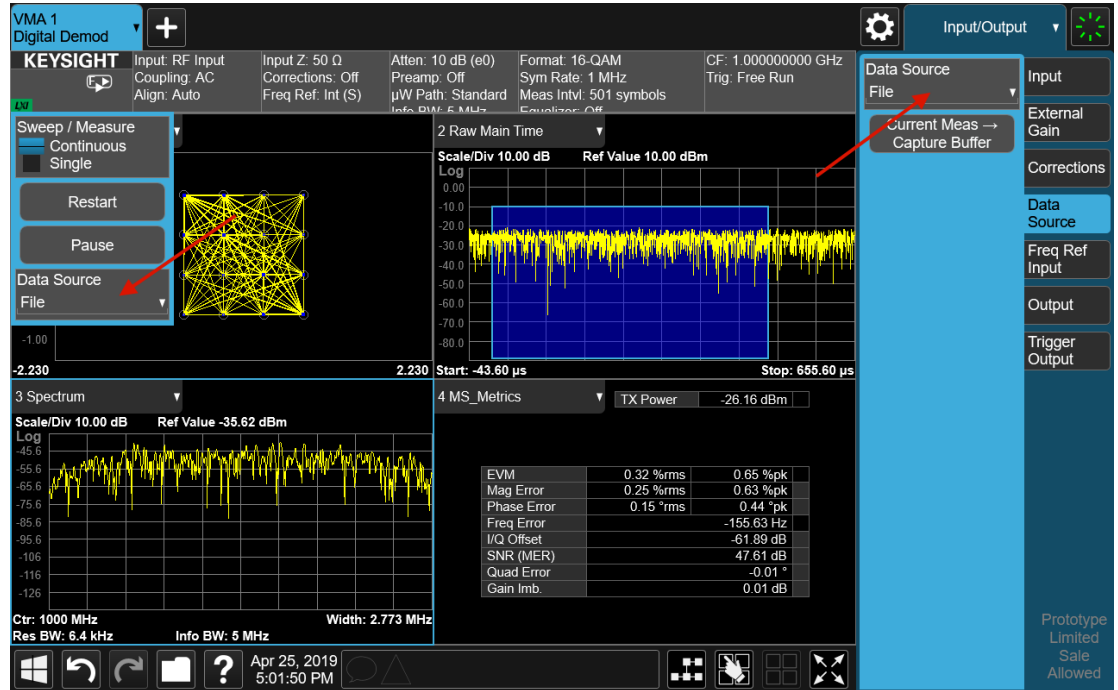 VMA 1
Digital Demod
Input/Output
KEYSIGHT
LXI
Input: RF Input
Coupling: AC
Align: Auto
Input Z: 50 Ω
Corrections: Off
Freq Ref: Int (S)
Atten: 10 dB (e0)
Preamp: Off
µW Path: Standard
Info BW: 5 MHz
Format: 16-QAM
Sym Rate: 1 MHz
Meas Intvl: 501 symbols
Equalizer: Off
CF: 1.000000000 GHz
Trig: Free Run
Sweep / Measure
Continuous
Single
Restart
Pause
Data Source
File
-1.00
-2.230
2.230
2 Raw Main Time
Scale/Div 10.00 dB
Ref Value 10.00 dBm
Log
0.00
-10.0
-20.0
-30.0
-40.0
-50.0
-60.0
-70.0
-80.0
Start: -43.60 µs
Stop: 655.60 µs
3 Spectrum
Scale/Div 10.00 dB
Ref Value -35.62 dBm
Log
-45.6
-55.6
-65.6
-75.6
-85.6
-95.6
-106
-116
-126
Ctr: 1000 MHz
Width: 2.773 MHz
Res BW: 6.4 kHz
Info BW: 5 MHz
4 MS_Metrics
TX Power -26.16 dBm
EVM 0.32 %rms 0.65 %pk
Mag Error 0.25 %rms 0.63 %pk
Phase Error 0.15 °rms 0.44 °pk
Freq Error -155.63 Hz
I/Q Offset -61.89 dB
SNR (MER) 47.61 dB
Quad Error -0.01 °
Gain Imb. 0.01 dB
Data Source
File
Current Meas →
Capture Buffer
Input
External
Gain
Corrections
Data
Source
Freq Ref
Input
Output
Trigger
Output
Prototype
Limited
Sale
Allowed
?
Apr 25, 2019
5:01:50 PM